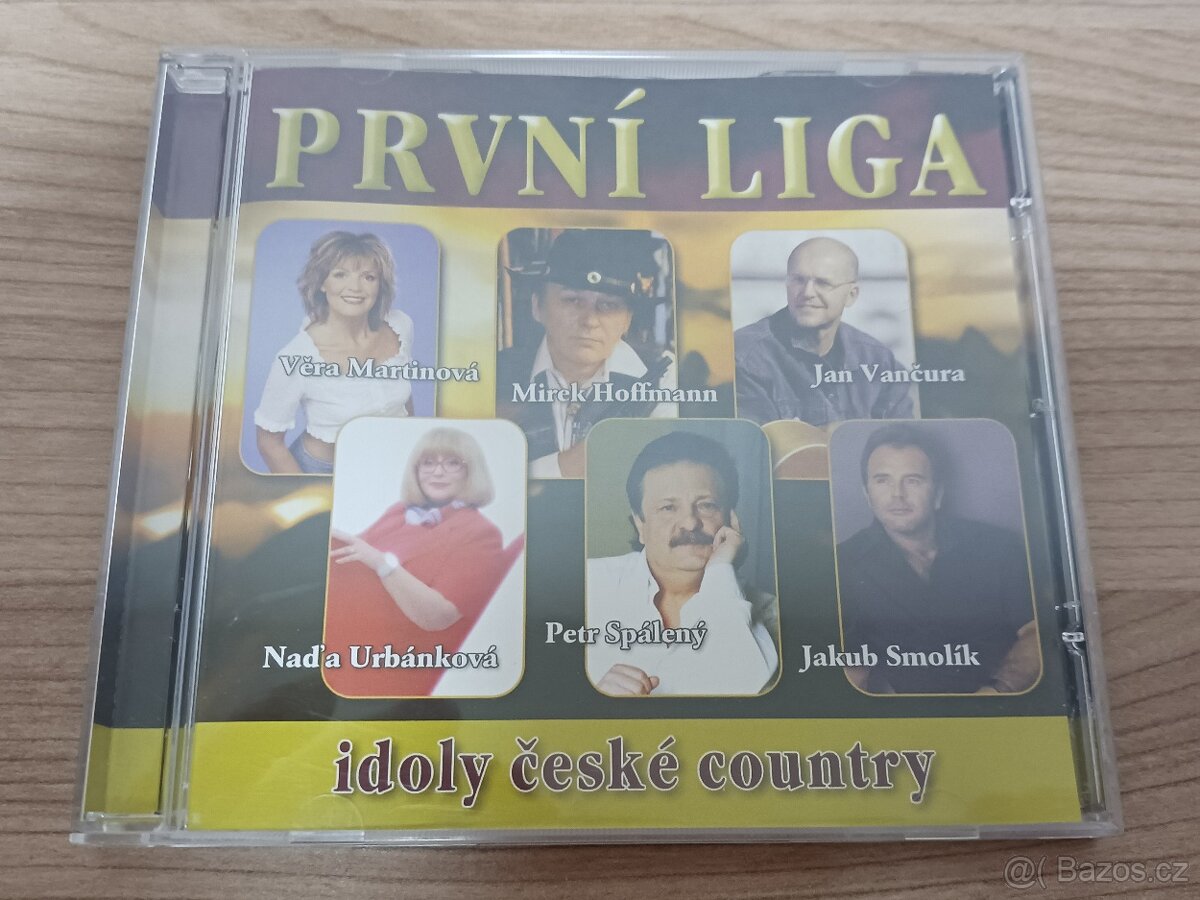 PRVNÍ LIGA
Věra Martinová
Mirek Hoffmann
Jan Vančura
Naďa Urbánková
Petr Spálený
Jakub Smolík
idoly české country
@( Bazos.cz